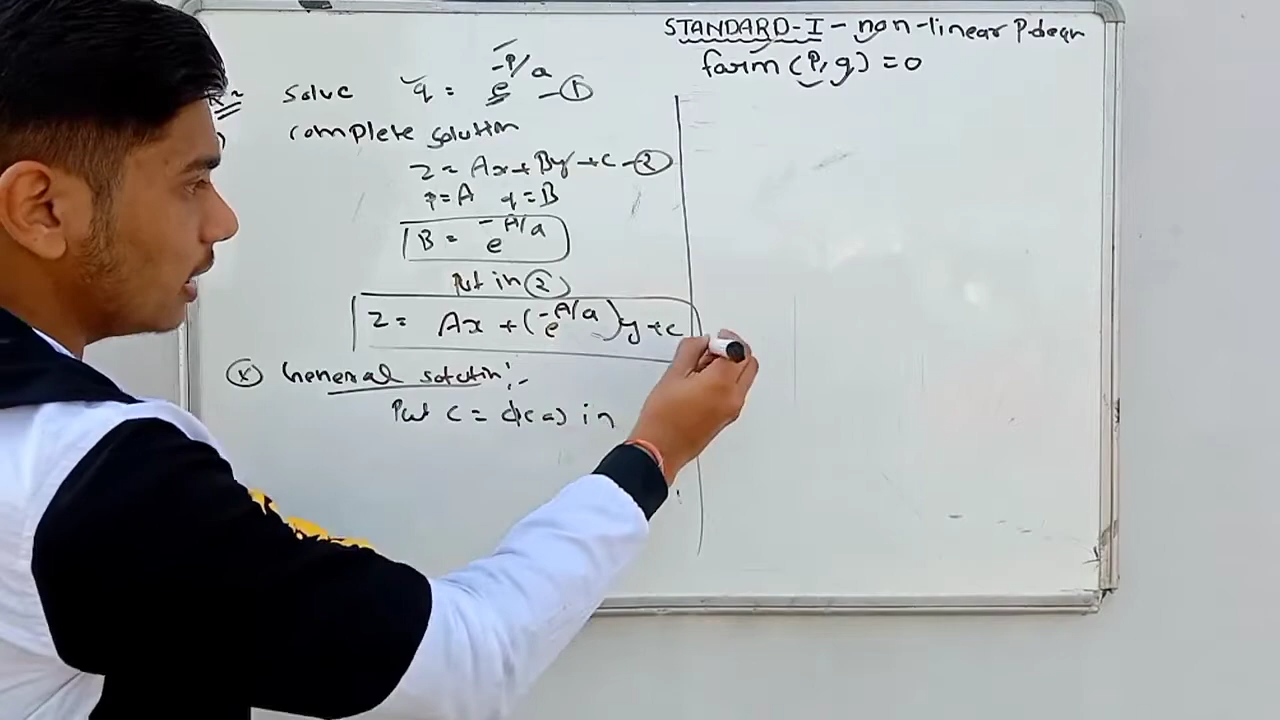 STANDARD-I - non-linear P.deqn
form (P, q) = 0
Solve q = e^{-P/a} - ①
Complete solution
z = Ax + By + c - ②
p = A q = B
B = e^{-A/a}
Put in ②
z = Ax + (e^{-A/a})y + c
General solution :-
Put c = ϕ(a) in